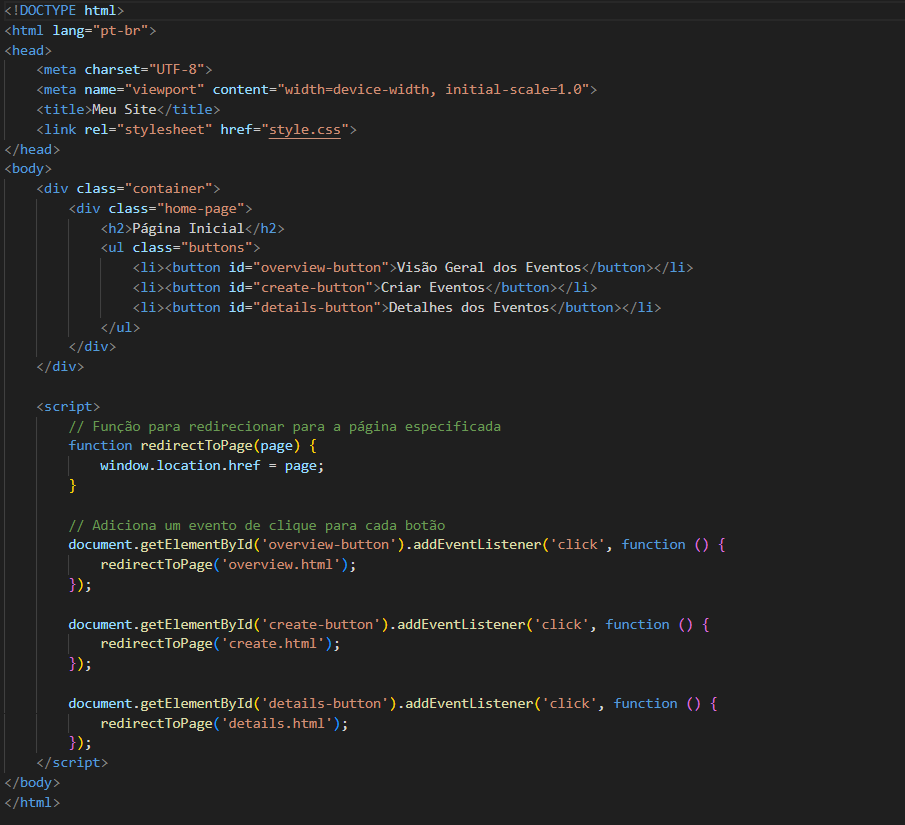 <!DOCTYPE html>
<html lang="pt-br">
<head>
    <meta charset="UTF-8">
    <meta name="viewport" content="width=device-width, initial-scale=1.0">
    <title>Meu Site</title>
    <link rel="stylesheet" href="style.css">
</head>
<body>
    <div class="container">
        <div class="home-page">
            <h2>Página Inicial</h2>
            <ul class="buttons">
                <li><button id="overview-button">Visão Geral dos Eventos</button></li>
                <li><button id="create-button">Criar Eventos</button></li>
                <li><button id="details-button">Detalhes dos Eventos</button></li>
            </ul>
        </div>
    </div>

    <script>
        // Função para redirecionar para a página especificada
        function redirectToPage(page) {
            window.location.href = page;
        }

        // Adiciona um evento de clique para cada botão
        document.getElementById('overview-button').addEventListener('click', function () {
            redirectToPage('overview.html');
        });

        document.getElementById('create-button').addEventListener('click', function () {
            redirectToPage('create.html');
        });

        document.getElementById('details-button').addEventListener('click', function () {
            redirectToPage('details.html');
        });
    </script>
</body>
</html>